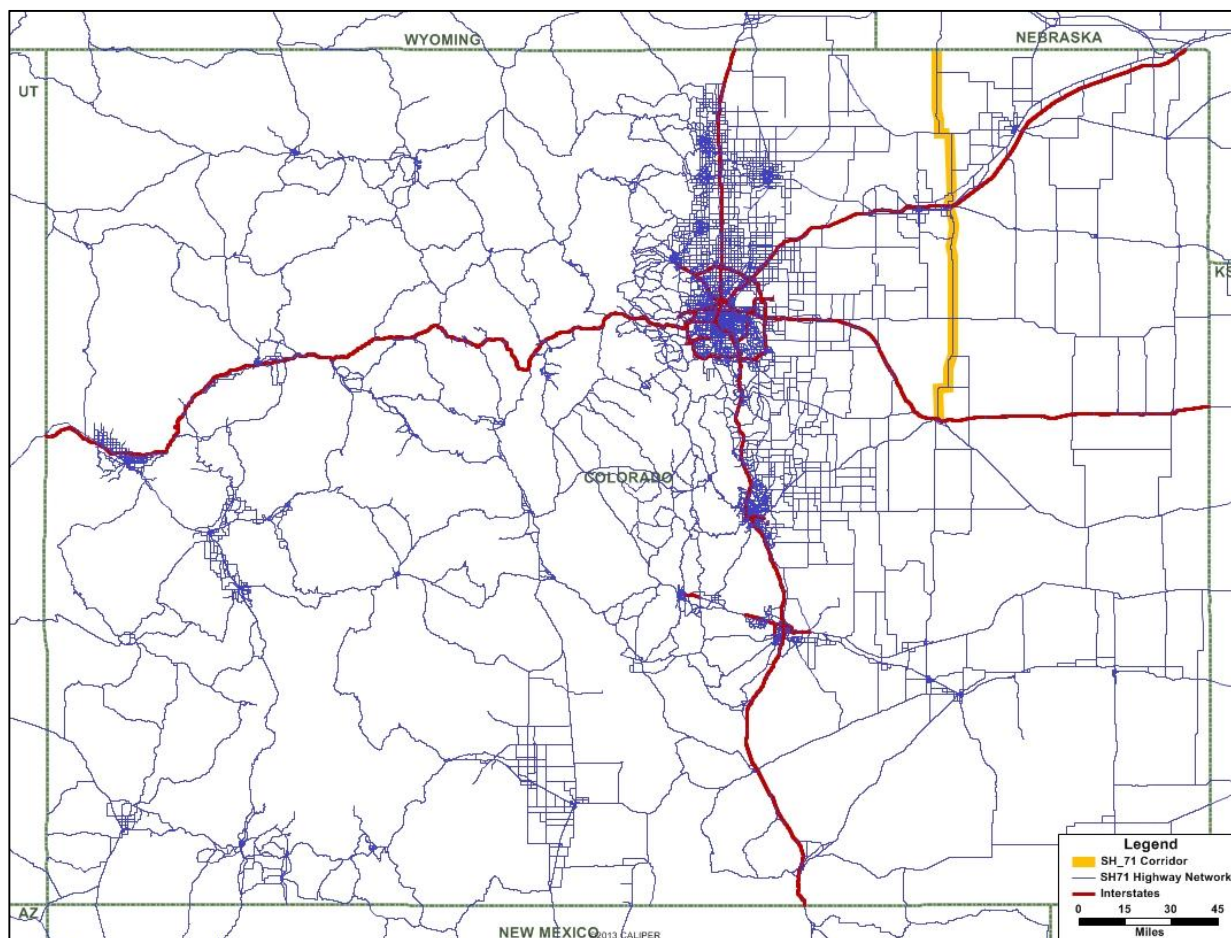 WYOMING
NEBRASKA
UT
KS
COLORADO
Legend
SH_71 Corridor
SH71 Highway Network
Interstates
0 15 30 45
Miles
AZ
NEW MEXICO
©2013 CALIPER